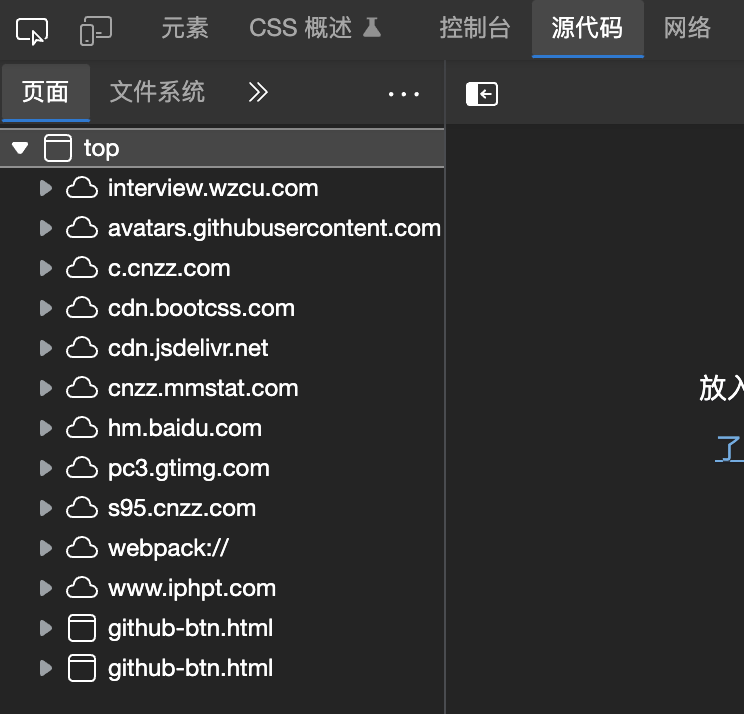 元素 CSS 概述 控制台 源代码 网络
页面 文件系统
top
interview.wzcu.com
avatars.githubusercontent.com
c.cnzz.com
cdn.bootcss.com
cdn.jsdelivr.net
cnzz.mmstat.com
hm.baidu.com
放入
了
pc3.gtimg.com
s95.cnzz.com
webpack://
www.iphpt.com
github-btn.html
github-btn.html